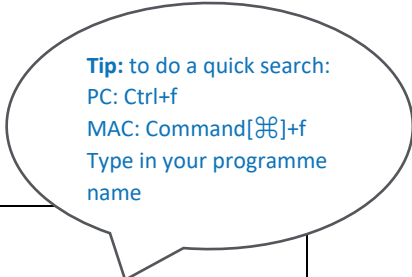 Tip: to do a quick search:
PC: Ctrl+f
MAC: Command[⌘]+f
Type in your programme
name